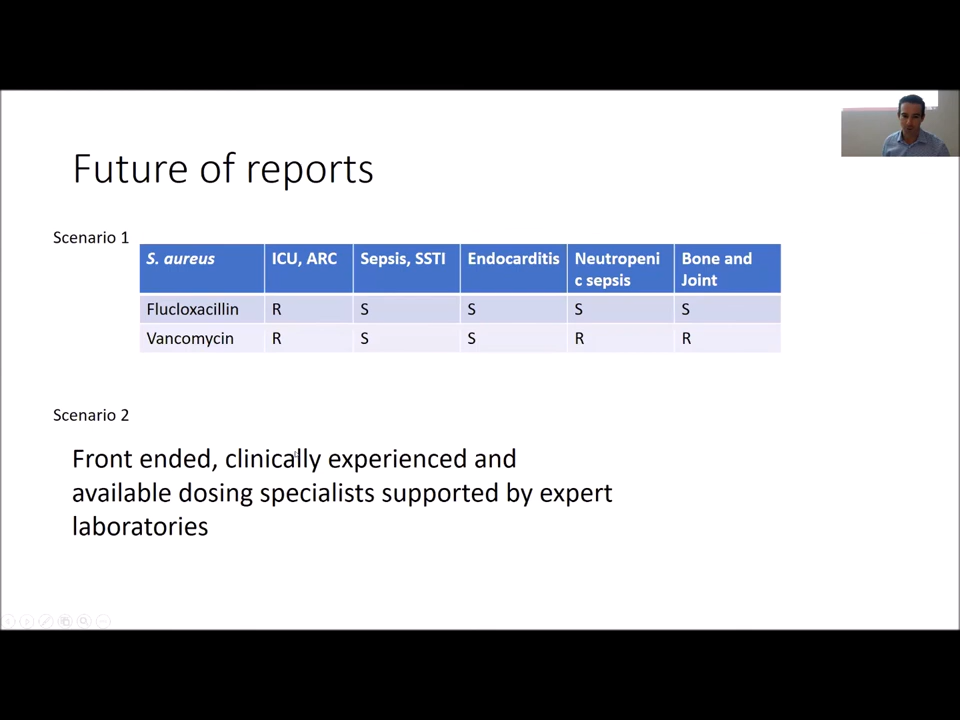 Future of reports
Scenario 1
S. aureus ICU, ARC Sepsis, SSTI Endocarditis Neutropeni Bone and
c sepsis Joint
Flucloxacillin R S S S S
Vancomycin R S S R R
Scenario 2
Front ended, clinically experienced and
available dosing specialists supported by expert
laboratories